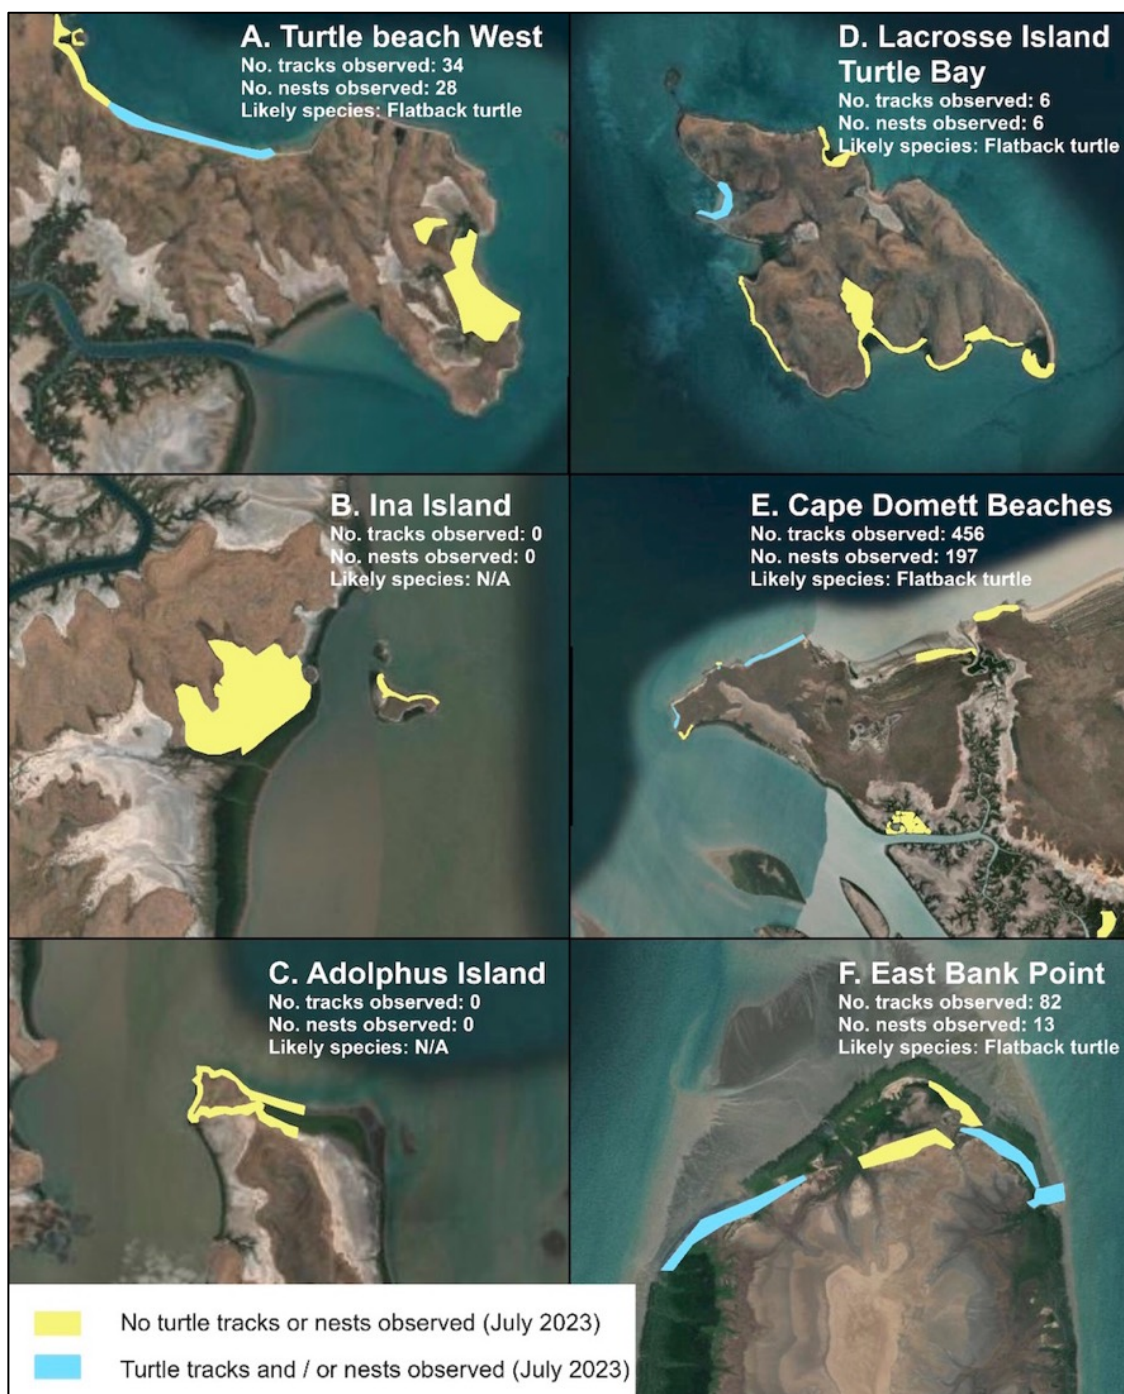 A. Turtle beach West
No. tracks observed: 34
No. nests observed: 28
Likely species: Flatback turtle
D. Lacrosse Island
Turtle Bay
No. tracks observed: 6
No. nests observed: 6
Likely species: Flatback turtle
B. Ina Island
No. tracks observed: 0
No. nests observed: 0
Likely species: N/A
E. Cape Domett Beaches
No. tracks observed: 456
No. nests observed: 197
Likely species: Flatback turtle
C. Adolphus Island
No. tracks observed: 0
No. nests observed: 0
Likely species: N/A
F. East Bank Point
No. tracks observed: 82
No. nests observed: 13
Likely species: Flatback turtle
No turtle tracks or nests observed (July 2023)
Turtle tracks and / or nests observed (July 2023)